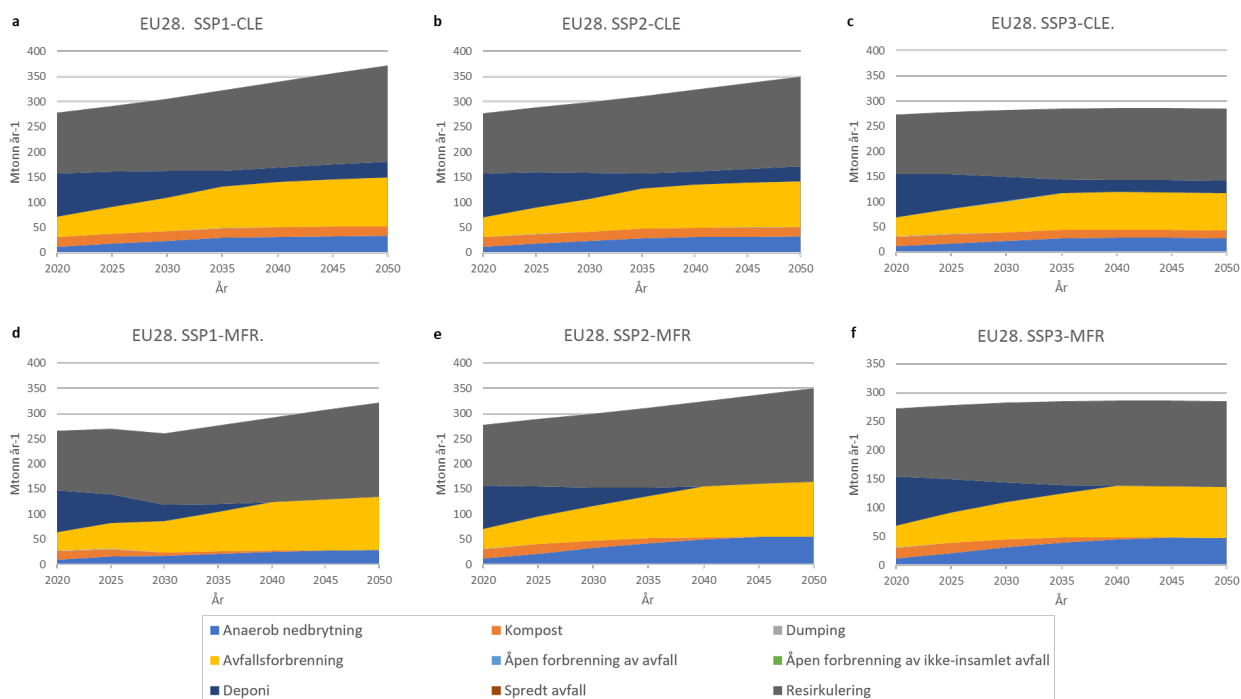 a
EU28.  SSP1-CLE
400
350
300
250
200
150
100
50
0
Mtonn år-1
2020 2025 2030 2035 2040 2045 2050
År
b
EU28. SSP2-CLE
400
350
300
250
200
150
100
50
0
Mtonn år-1
2020 2025 2030 2035 2040 2045 2050
År
c
EU28. SSP3-CLE.
400
350
300
250
200
150
100
50
0
Mtonn år-1
2020 2025 2030 2035 2040 2045 2050
År
d
EU28. SSP1-MFR.
400
350
300
250
200
150
100
50
0
Mtonn år-1
2020 2025 2030 2035 2040 2045 2050
År
e
EU28. SSP2-MFR
400
350
300
250
200
150
100
50
0
Mtonn år-1
2020 2025 2030 2035 2040 2045 2050
År
f
EU28. SSP3-MFR
350
300
250
200
150
100
50
0
Mtonn år-1
2020 2025 2030 2035 2040 2045 2050
År
Anaerob nedbrytning Kompost Dumping
Avfallsforbrenning Åpen forbrenning av avfall Åpen forbrenning av ikke-insamlet avfall
Deponi Spredt avfall Resirkulering